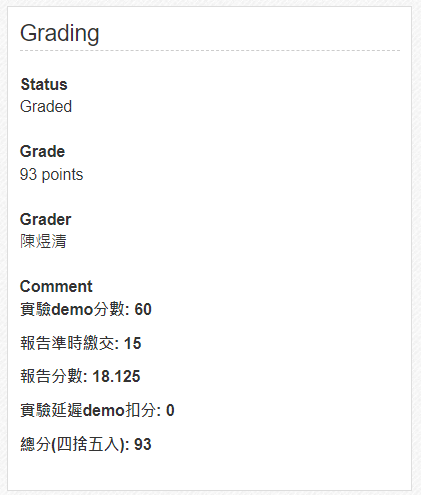 Grading
Status
Graded
Grade
93 points
Grader
陳煜清
Comment
實驗demo分數: 60
報告準時繳交: 15
報告分數: 18.125
實驗延遲demo扣分: 0
總分(四捨五入): 93